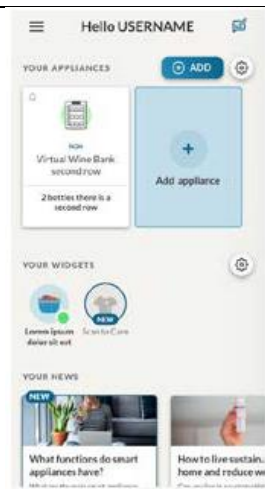 Hello USERNAME
YOUR APPLIANCES
ADD
Virtual Wine Bank
second row
2 bottles there is a
second row
Add appliance
YOUR WIDGETS
NEW
Lorem ipsum
dolor sit
Scan to Care
YOUR NEWS
NEW
What functions do smart
appliances have?
How to live sustain...
home and reduce we